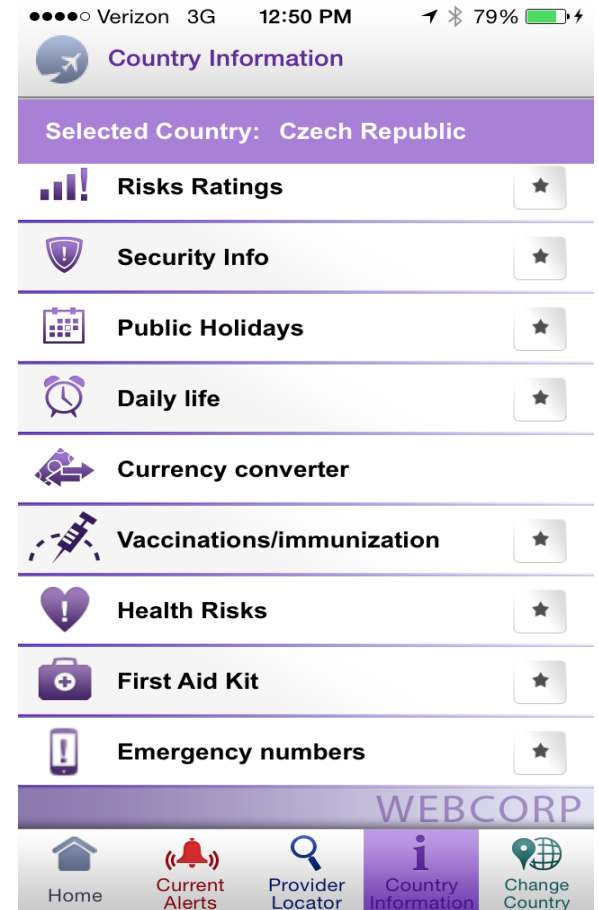 Verizon 3G 12:50 PM 79%
Country Information
Selected Country: Czech Republic
Risks Ratings
Security Info
Public Holidays
Daily life
Currency converter
Vaccinations/immunization
Health Risks
First Aid Kit
Emergency numbers
WEBCORP
Home
Current
Alerts
Provider
Locator
Country
Information
Change
Country